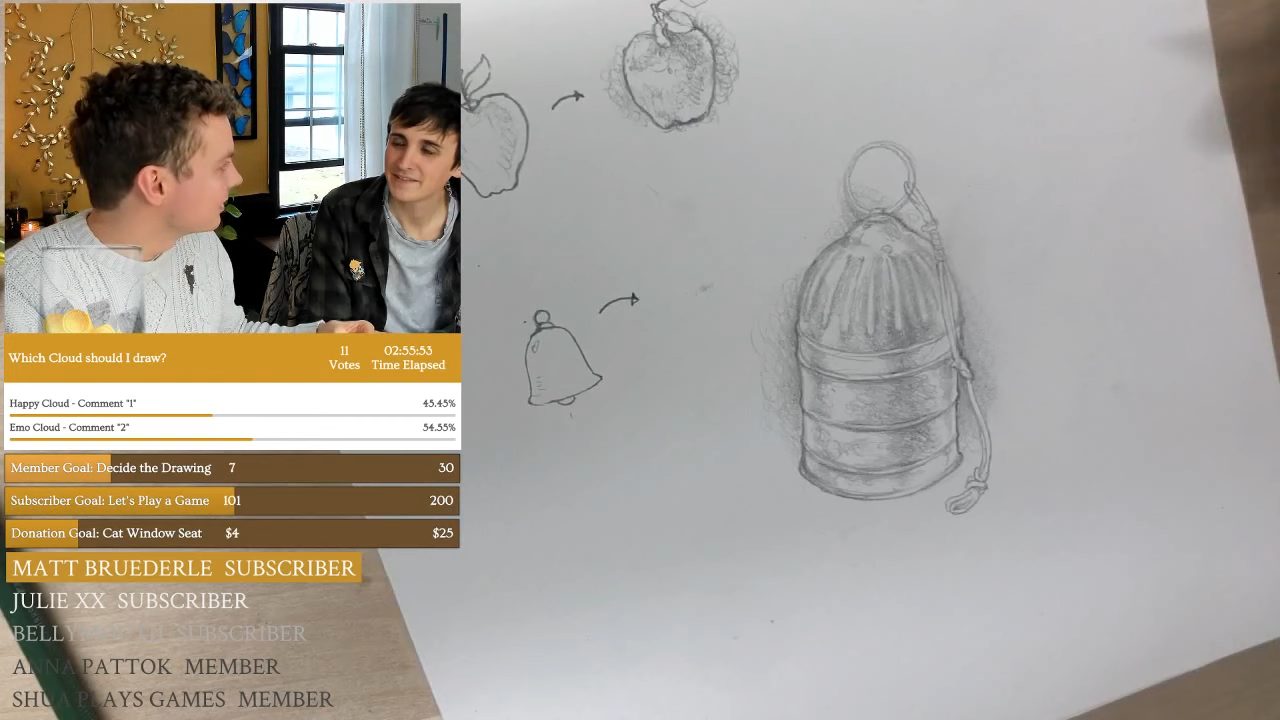 Which Cloud should I draw?
11 Votes
02:55:53 Time Elapsed
Happy Cloud - Comment "1" 45.45%
Emo Cloud - Comment "2" 54.55%
Member Goal: Decide the Drawing 7 30
Subscriber Goal: Let's Play a Game 101 200
Donation Goal: Cat Window Seat $4 $25
MATT BRUEDERLE SUBSCRIBER
JULIE XX SUBSCRIBER
SUBSCRIBER
ANNA PATTOK MEMBER
SHUA PLAYS GAMES MEMBER